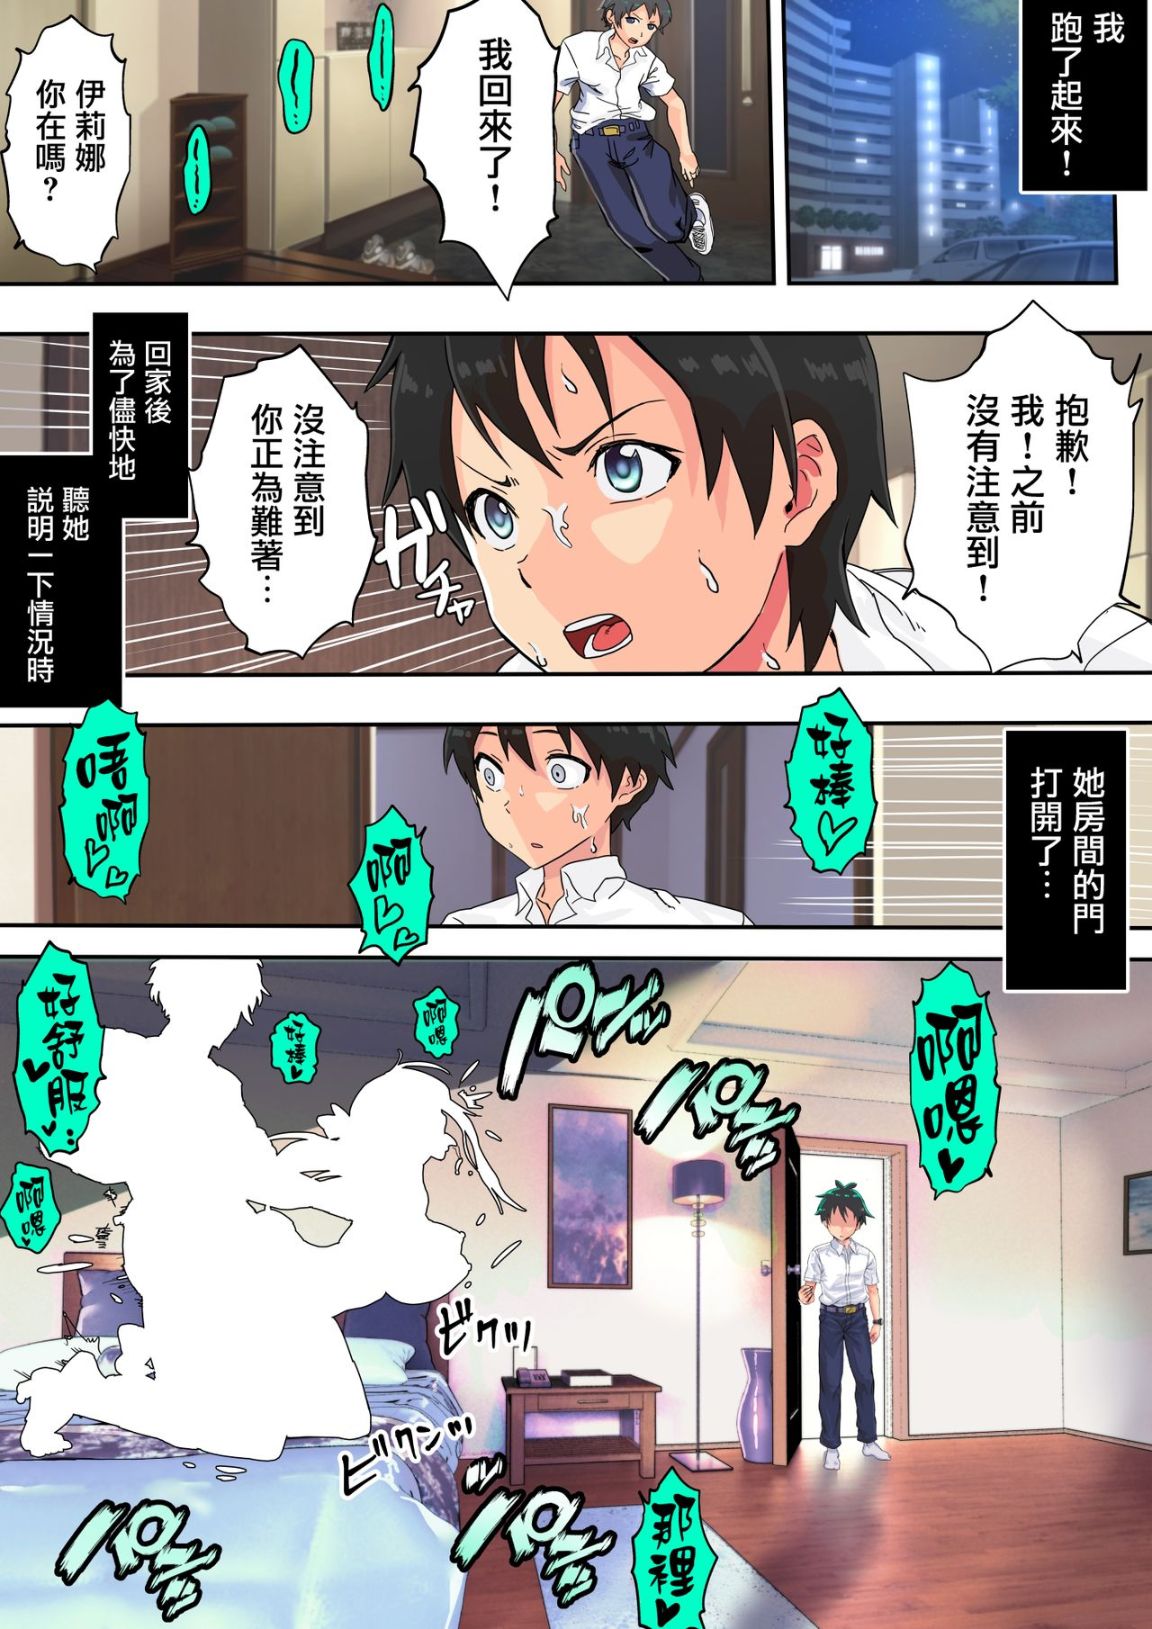 我
跑了起來！
我回來了！
伊莉娜
你在嗎？
抱歉！
我！之前
沒有注意到！
沒注意到
你正為難著…
ガチャ
回家後
為了儘快地
聽她
説明一下情況時
她房間的門
打開了…
好棒♡
啊♡♡
唔啊♡♡
啊嗯♡
パンッ
パン
啊嗯
好棒♡
好舒服♡…
啊嗯♡
ビクッ
ビクンッ
パン
パン
那裡♡